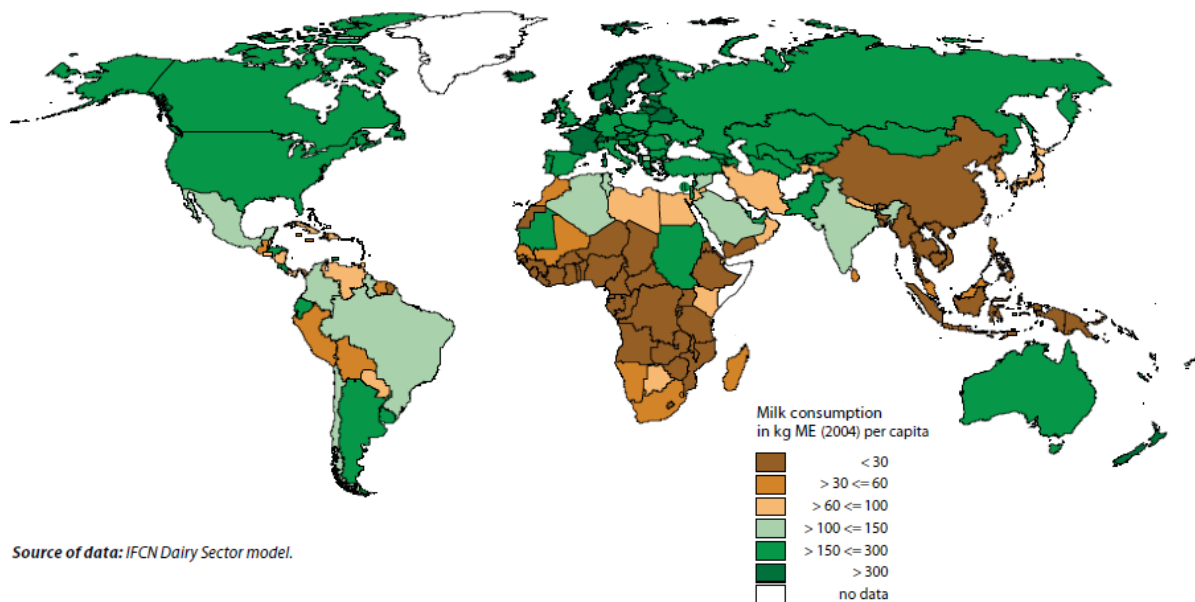 Milk consumption
in kg ME (2004) per capita
< 30
> 30 <= 60
> 60 <= 100
> 100 <= 150
> 150 <= 300
> 300
no data
Source of data: IFCN Dairy Sector model.